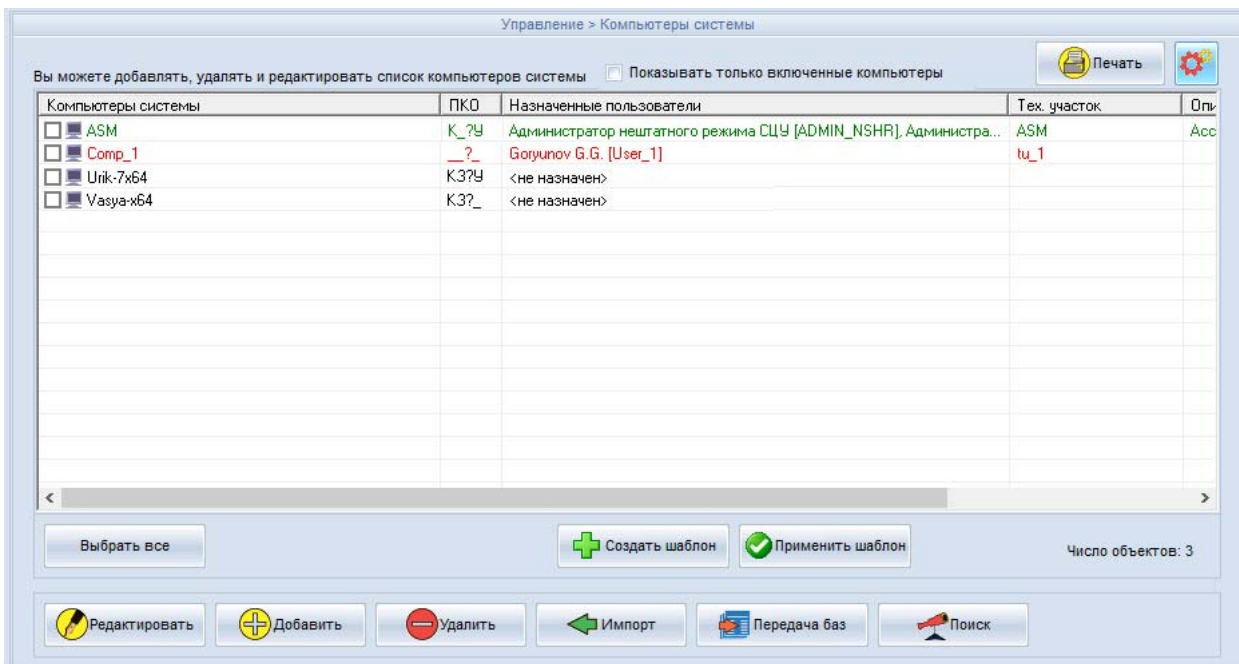 Управление > Компьютеры системы
Вы можете добавлять, удалять и редактировать список компьютеров системы Показывать только включенные компьютеры Печать
Компьютеры системы ПКО Назначенные пользователи Тех. участок Опи
ASM К_?У Администратор нештатного режима СЦУ [ADMIN_NSHR], Администра... ASM Acc
Comp_1 __?_ Goryunov G.G. [User_1] tu_1
Urik-7x64 КЗ?У <не назначен>
Vasya-x64 КЗ?_ <не назначен>
Выбрать все Создать шаблон Применить шаблон Число объектов: 3
Редактировать Добавить Удалить Импорт Передача баз Поиск